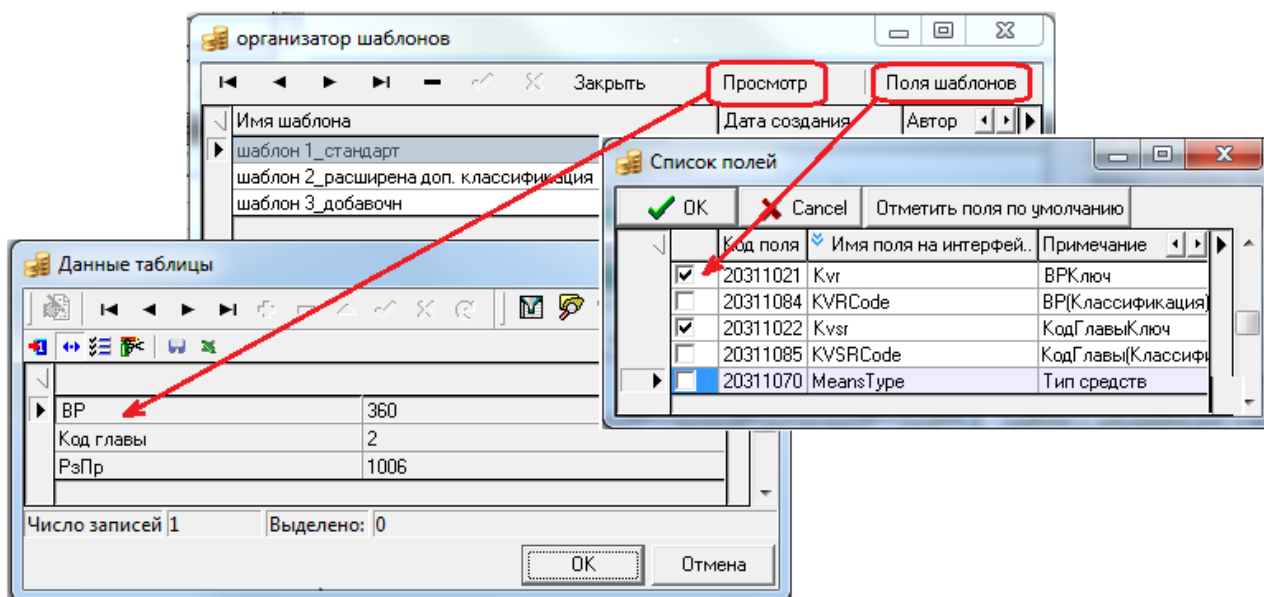 организатор шаблонов
Закрыть Просмотр Поля шаблонов
Имя шаблона Дата создания Автор
шаблон 1_стандарт
шаблон 2_расширена доп. классификация
шаблон 3_добавочн
Список полей
OK Cancel Отметить поля по умолчанию
Код поля Имя поля на интерфей.. Примечание
20311021 Kvr ВРКлюч
20311084 KVRCode ВР(Классификация)
20311022 Kvsr КодГлавыКлюч
20311085 KVSRCode КодГлавы(Классифи
20311070 MeansType Тип средств
Данные таблицы
ВР 360
Код главы 2
РзПр 1006
Число записей 1 Выделено: 0
OK Отмена